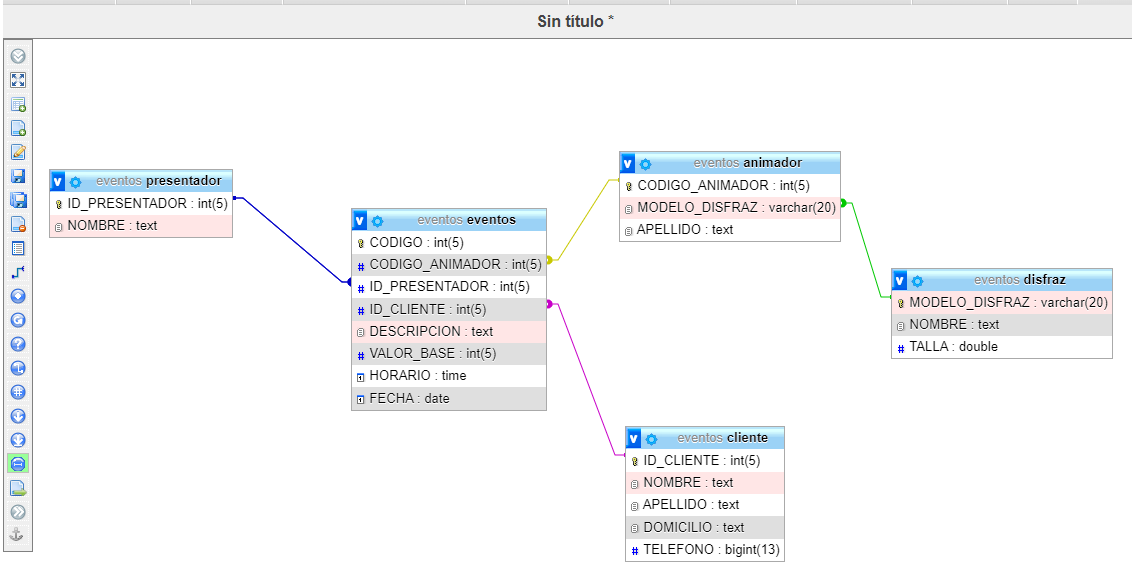 Sin título *
eventos presentador
ID_PRESENTADOR : int(5)
NOMBRE : text
eventos eventos
CODIGO : int(5)
CODIGO_ANIMADOR : int(5)
ID_PRESENTADOR : int(5)
ID_CLIENTE : int(5)
DESCRIPCION : text
VALOR_BASE : int(5)
HORARIO : time
FECHA : date
eventos animador
CODIGO_ANIMADOR : int(5)
MODELO_DISFRAZ : varchar(20)
APELLIDO : text
eventos disfraz
MODELO_DISFRAZ : varchar(20)
NOMBRE : text
TALLA : double
eventos cliente
ID_CLIENTE : int(5)
NOMBRE : text
APELLIDO : text
DOMICILIO : text
TELEFONO : bigint(13)